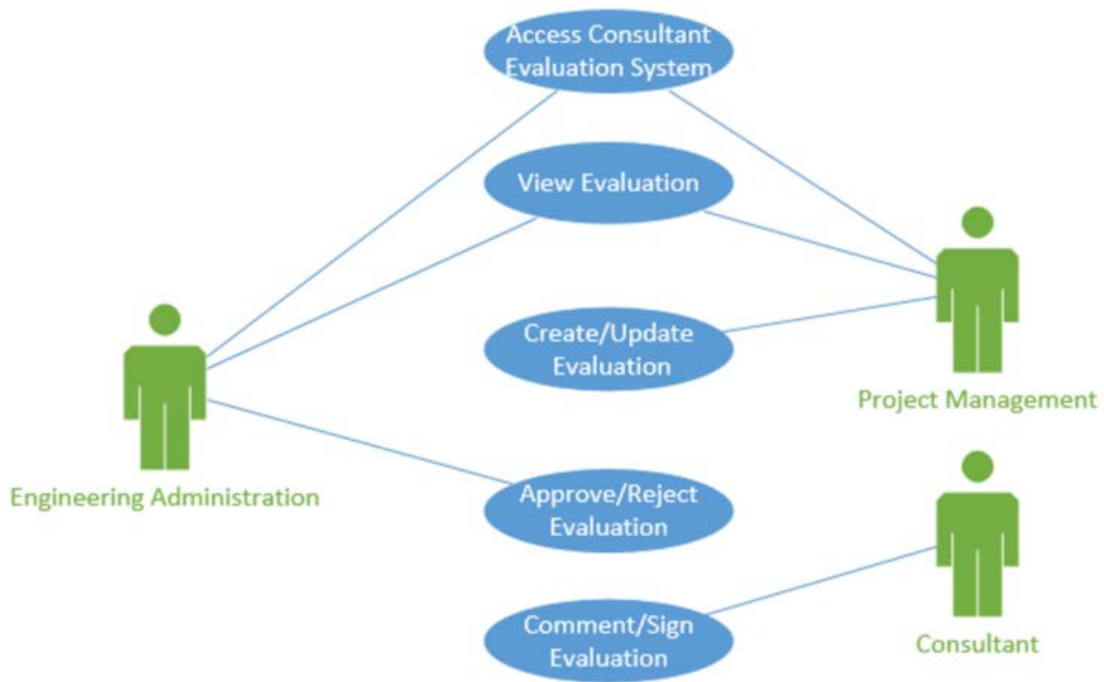 Access Consultant
Evaluation System
View Evaluation
Create/Update
Evaluation
Project Management
Engineering Administration
Approve/Reject
Evaluation
Comment/Sign
Evaluation
Consultant